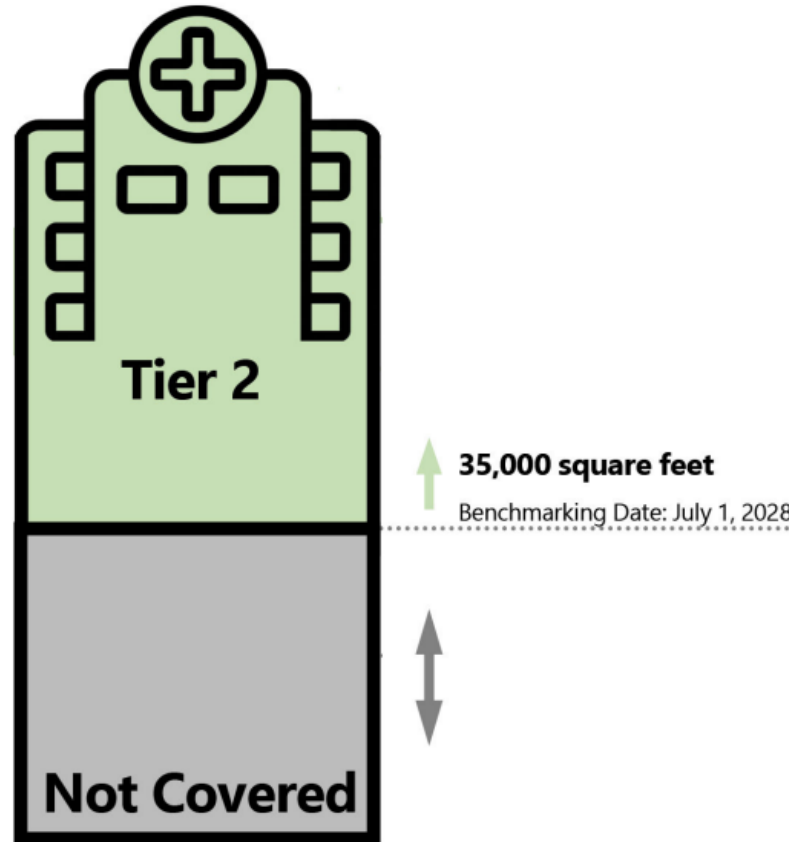 Tier 2
35,000 square feet
Benchmarking Date: July 1, 2028
Not Covered